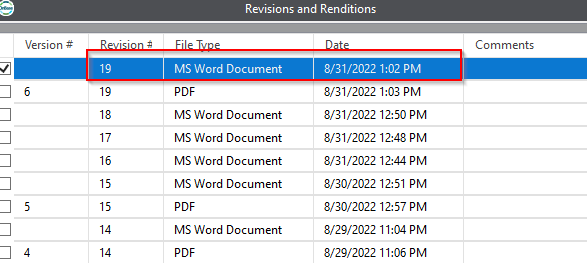 Revisions and Renditions
Version # Revision # File Type Date Comments
19 MS Word Document 8/31/2022 1:02 PM
6 19 PDF 8/31/2022 1:03 PM
18 MS Word Document 8/31/2022 12:50 PM
17 MS Word Document 8/31/2022 12:48 PM
16 MS Word Document 8/31/2022 12:44 PM
15 MS Word Document 8/30/2022 12:51 PM
5 15 PDF 8/30/2022 12:57 PM
14 MS Word Document 8/29/2022 11:04 PM
4 14 PDF 8/29/2022 11:06 PM